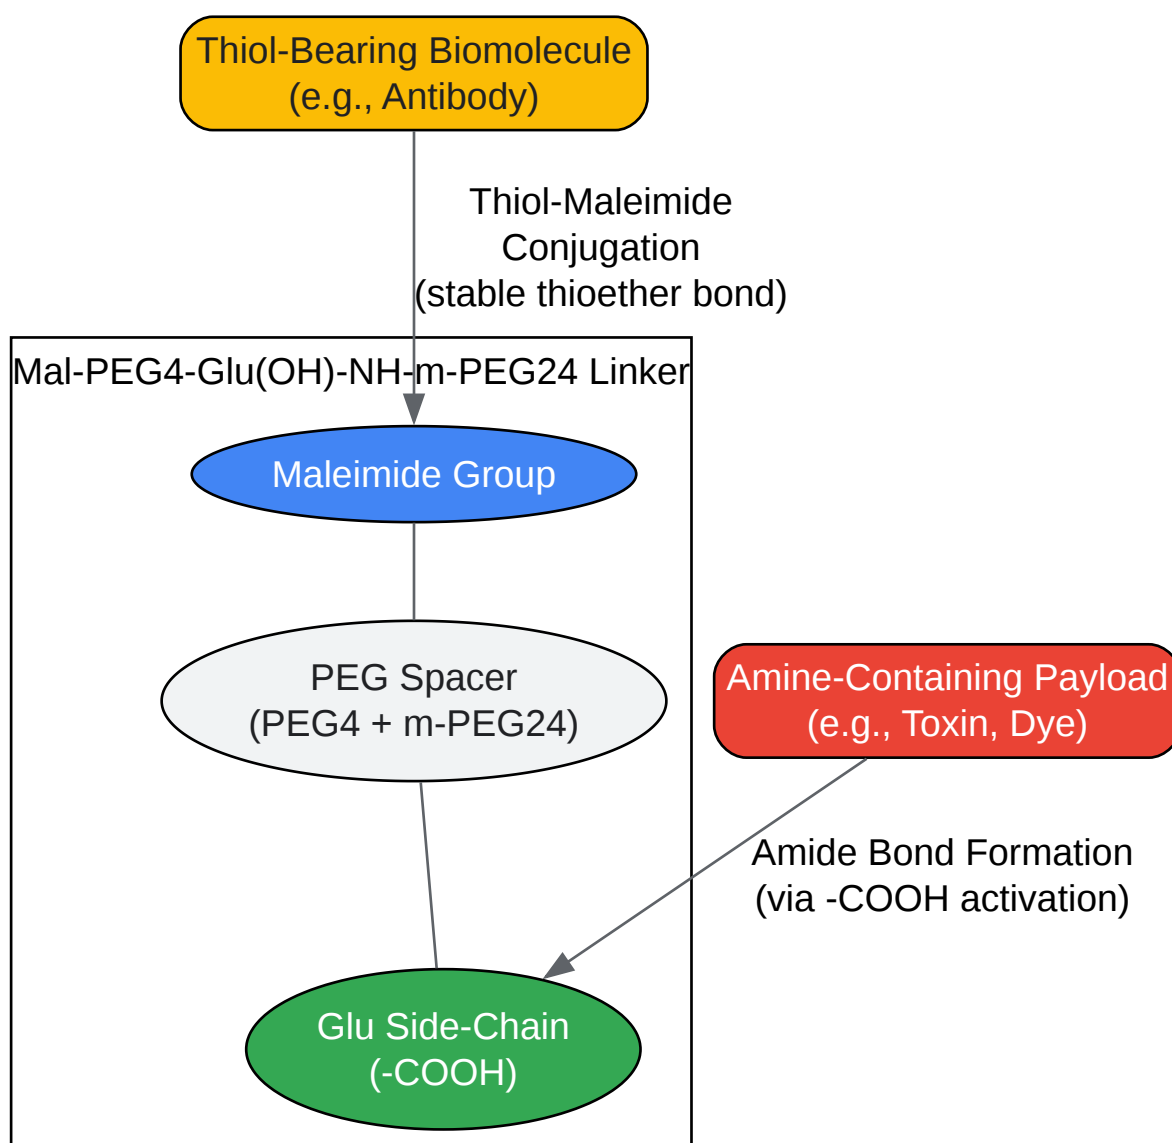 Thiol-Bearing Biomolecule
(e.g., Antibody)
Thiol-Maleimide
Conjugation
(stable thioether bond)
Mal-PEG4-Glu(OH)-NH-m-PEG24 Linker
Maleimide Group
PEG Spacer
(PEG4 + m-PEG24)
Amine-Containing Payload
(e.g., Toxin, Dye)
Amide Bond Formation
(via -COOH activation)
Glu Side-Chain
(-COOH)